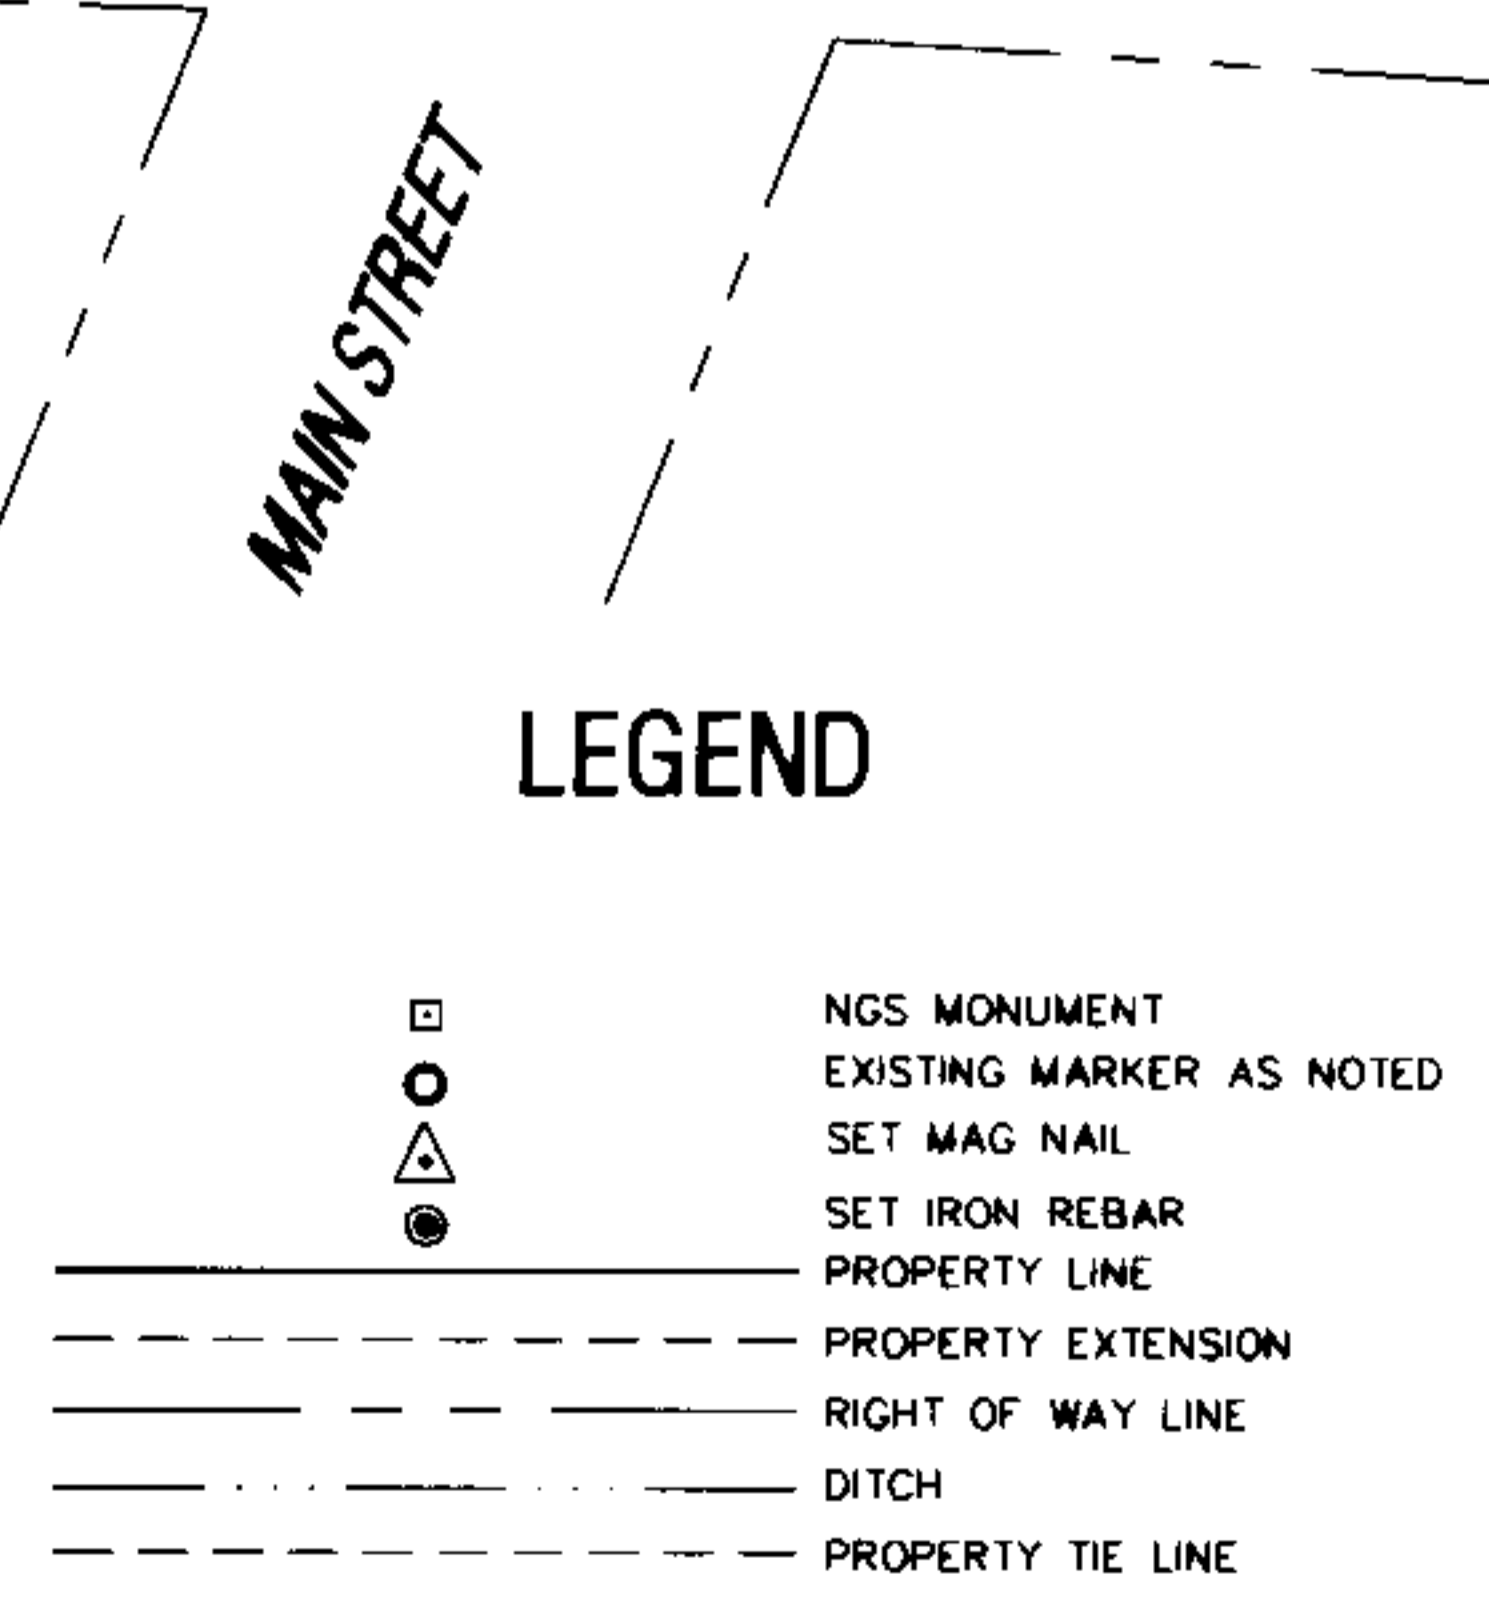 MAIN STREET
LEGEND
NGS MONUMENT
EXISTING MARKER AS NOTED
SET MAG NAIL
SET IRON REBAR
PROPERTY LINE
PROPERTY EXTENSION
RIGHT OF WAY LINE
DITCH
PROPERTY TIE LINE